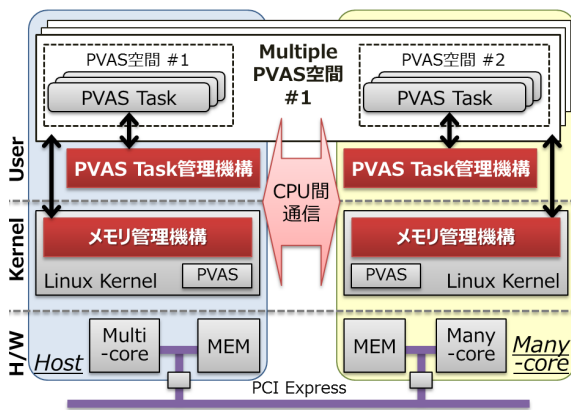 PVAS空間 #1
PVAS Task
Multiple
PVAS空間
#1
PVAS空間 #2
PVAS Task
User
PVAS Task管理機構
CPU間
通信
PVAS Task管理機構
Kernel
メモリ管理機構
Linux Kernel
PVAS
メモリ管理機構
PVAS
Linux Kernel
H/W
Host
Multi
-core
MEM
MEM
Many
-core
Many
-core
PCI Express